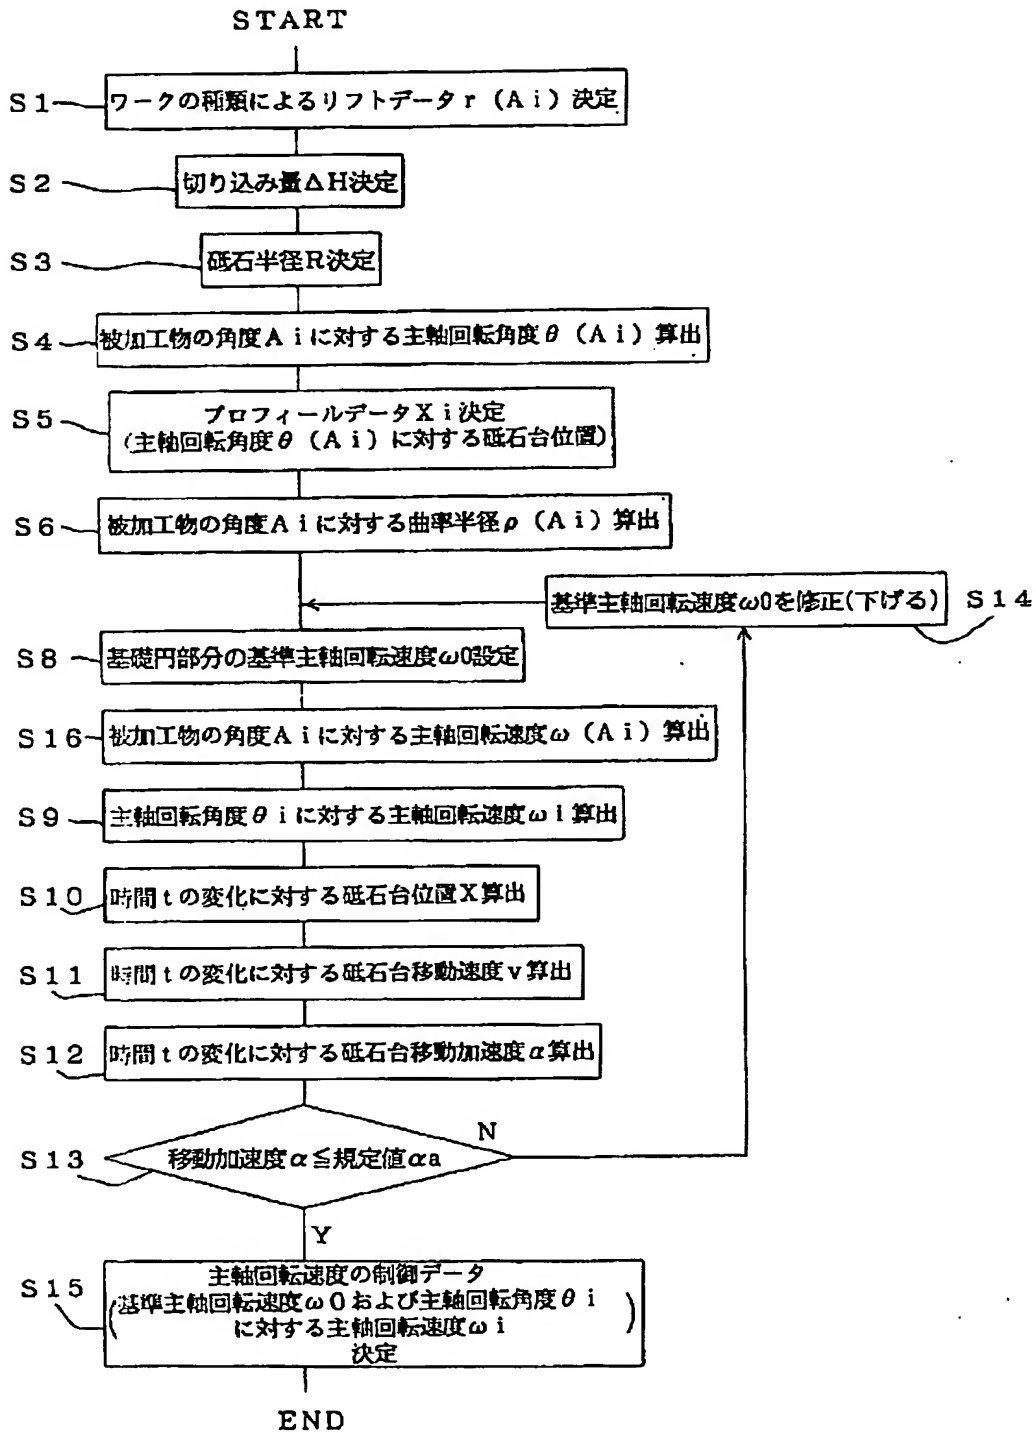 START
S1 ワークの種類によるリフトデータr（Ai）決定
S2 切り込み量ΔH決定
S3 砥石半径R決定
S4 被加工物の角度Aiに対する主軸回転角度θ（Ai）算出
S5 プロフィールデータXi決定
（主軸回転角度θ（Ai）に対する砥石台位置）
S6 被加工物の角度Aiに対する曲率半径ρ（Ai）算出
基準主軸回転速度ω0を修正(下げる) S14
S8 基礎円部分の基準主軸回転速度ω0設定
S16 被加工物の角度Aiに対する主軸回転速度ω（Ai）算出
S9 主軸回転角度θiに対する主軸回転速度ωi算出
S10 時間tの変化に対する砥石台位置X算出
S11 時間tの変化に対する砥石台移動速度v算出
S12 時間tの変化に対する砥石台移動加速度α算出
N
S13 移動加速度α≦規定値αa
Y
S15 主軸回転速度の制御データ
（基準主軸回転速度ω0および主軸回転角度θi
に対する主軸回転速度ωi）
決定
END